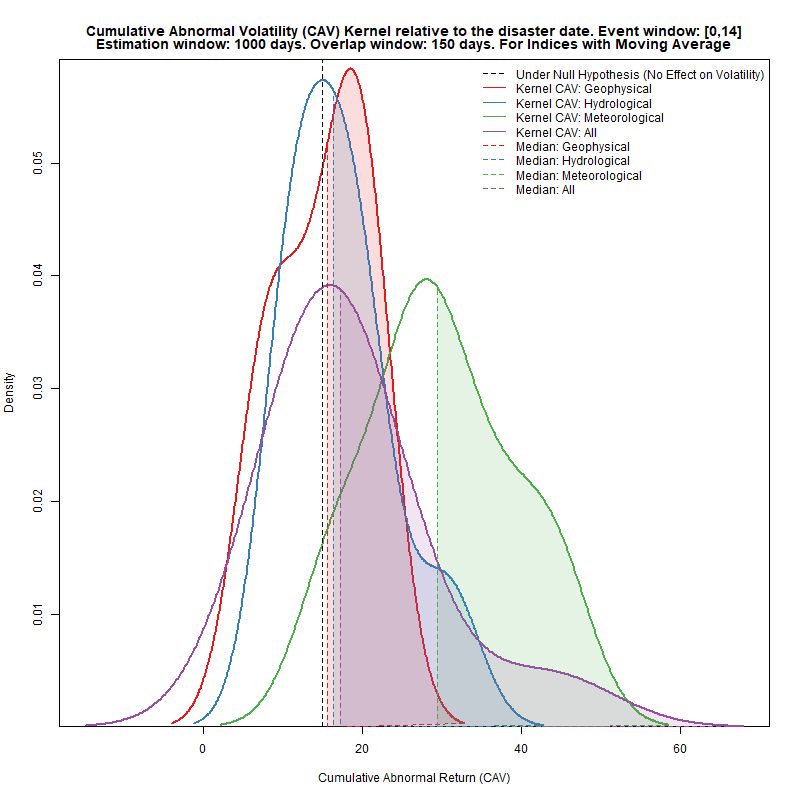 Cumulative Abnormal Volatility (CAV) Kernel relative to the disaster date. Event window: [0,14]
Estimation window: 1000 days. Overlap window: 150 days. For Indices with Moving Average
Under Null Hypothesis (No Effect on Volatility)
Kernel CAV: Geophysical
Kernel CAV: Hydrological
Kernel CAV: Meteorological
Kernel CAV: All
Median: Geophysical
Median: Hydrological
Median: Meteorological
Median: All
0.05
0.04
0.03
0.02
0.01
Density
0
20
40
60
Cumulative Abnormal Return (CAV)